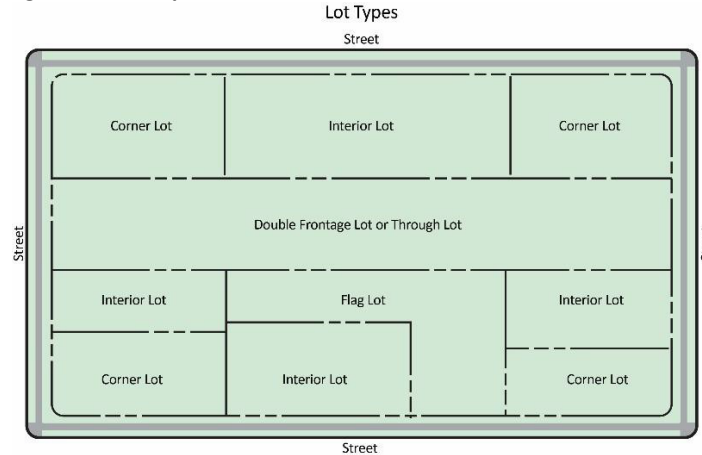 Lot Types
Street
Corner Lot
Interior Lot
Corner Lot
Street
Double Frontage Lot or Through Lot
Interior Lot
Flag Lot
Interior Lot
Corner Lot
Interior Lot
Corner Lot
Street